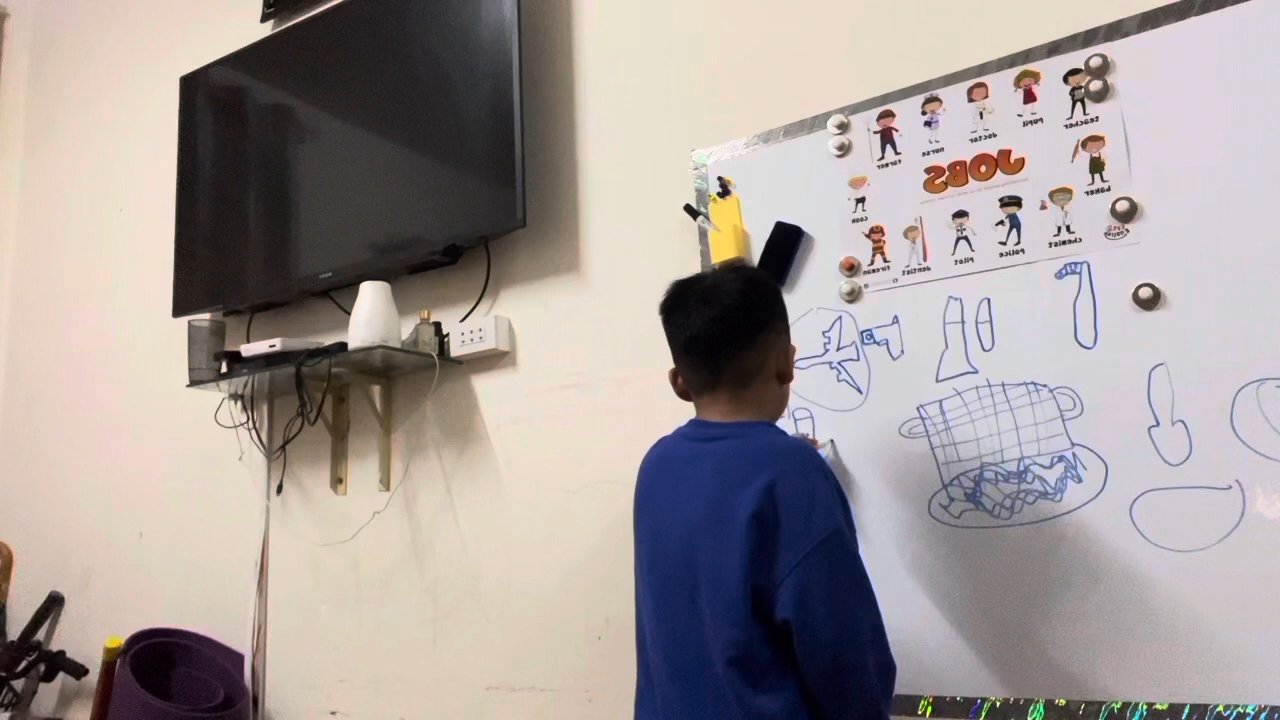 teacher
pupil
doctor
nurse
farmer
JOBS
baker
cook
chemist
police
pilot
dentist
fireman